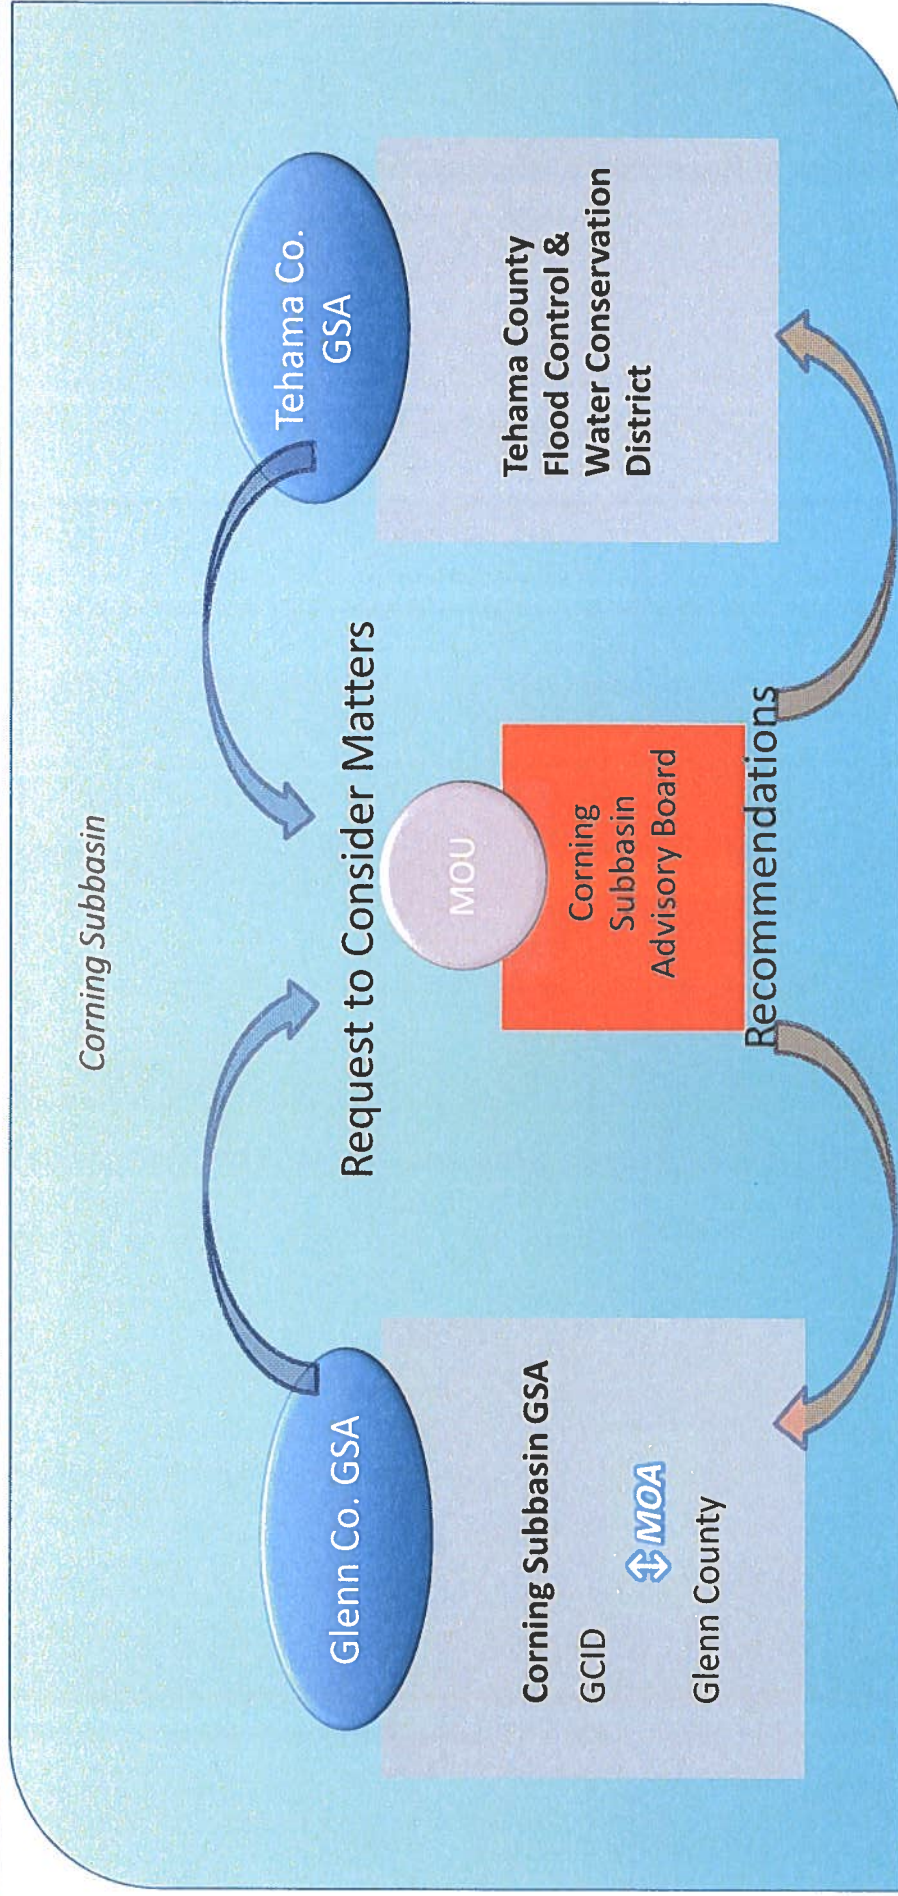 Corning Subbasin
Glenn Co. GSA
Corning Subbasin GSA
GCID
MOA
Glenn County
Request to Consider Matters
MOU
Corning
Subbasin
Advisory Board
Recommendations
Tehama Co.
GSA
Tehama County
Flood Control &
Water Conservation
District